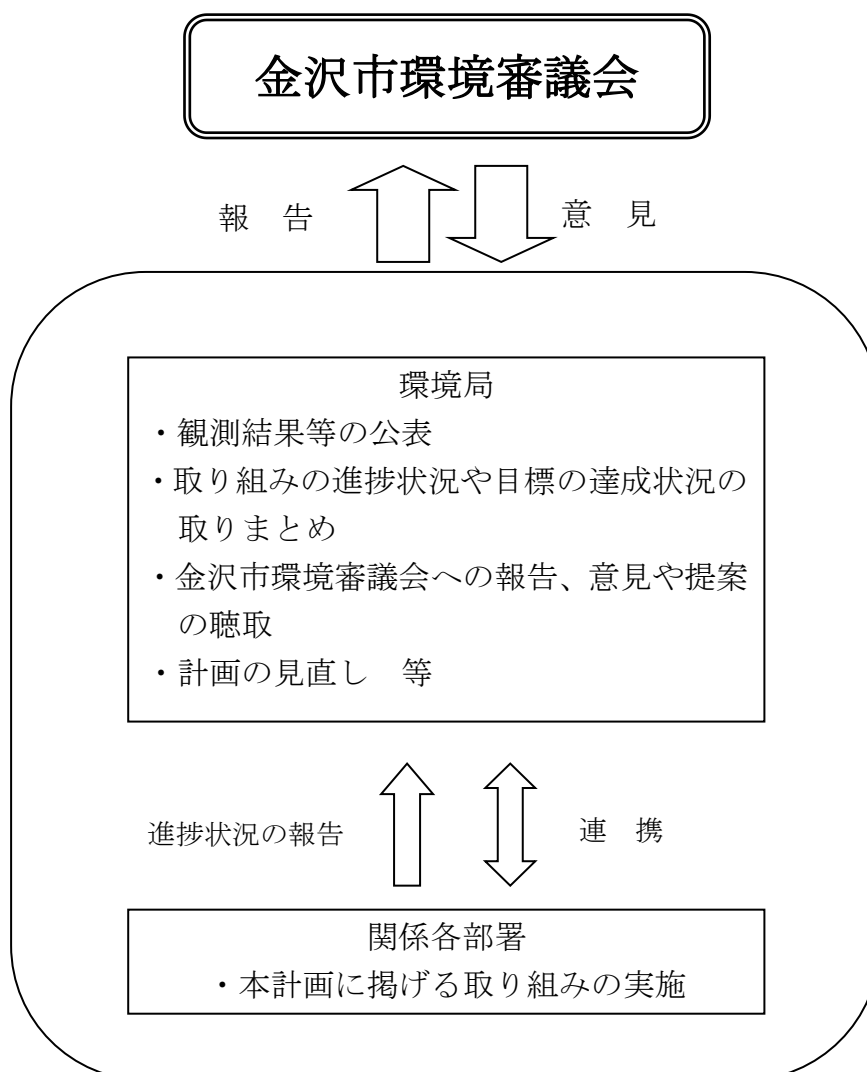 金沢市環境審議会
報　告
意　見
環境局
・観測結果等の公表
・取り組みの進捗状況や目標の達成状況の
取りまとめ
・金沢市環境審議会への報告、意見や提案
の聴取
・計画の見直し　等
進捗状況の報告
連　携
関係各部署
・本計画に掲げる取り組みの実施